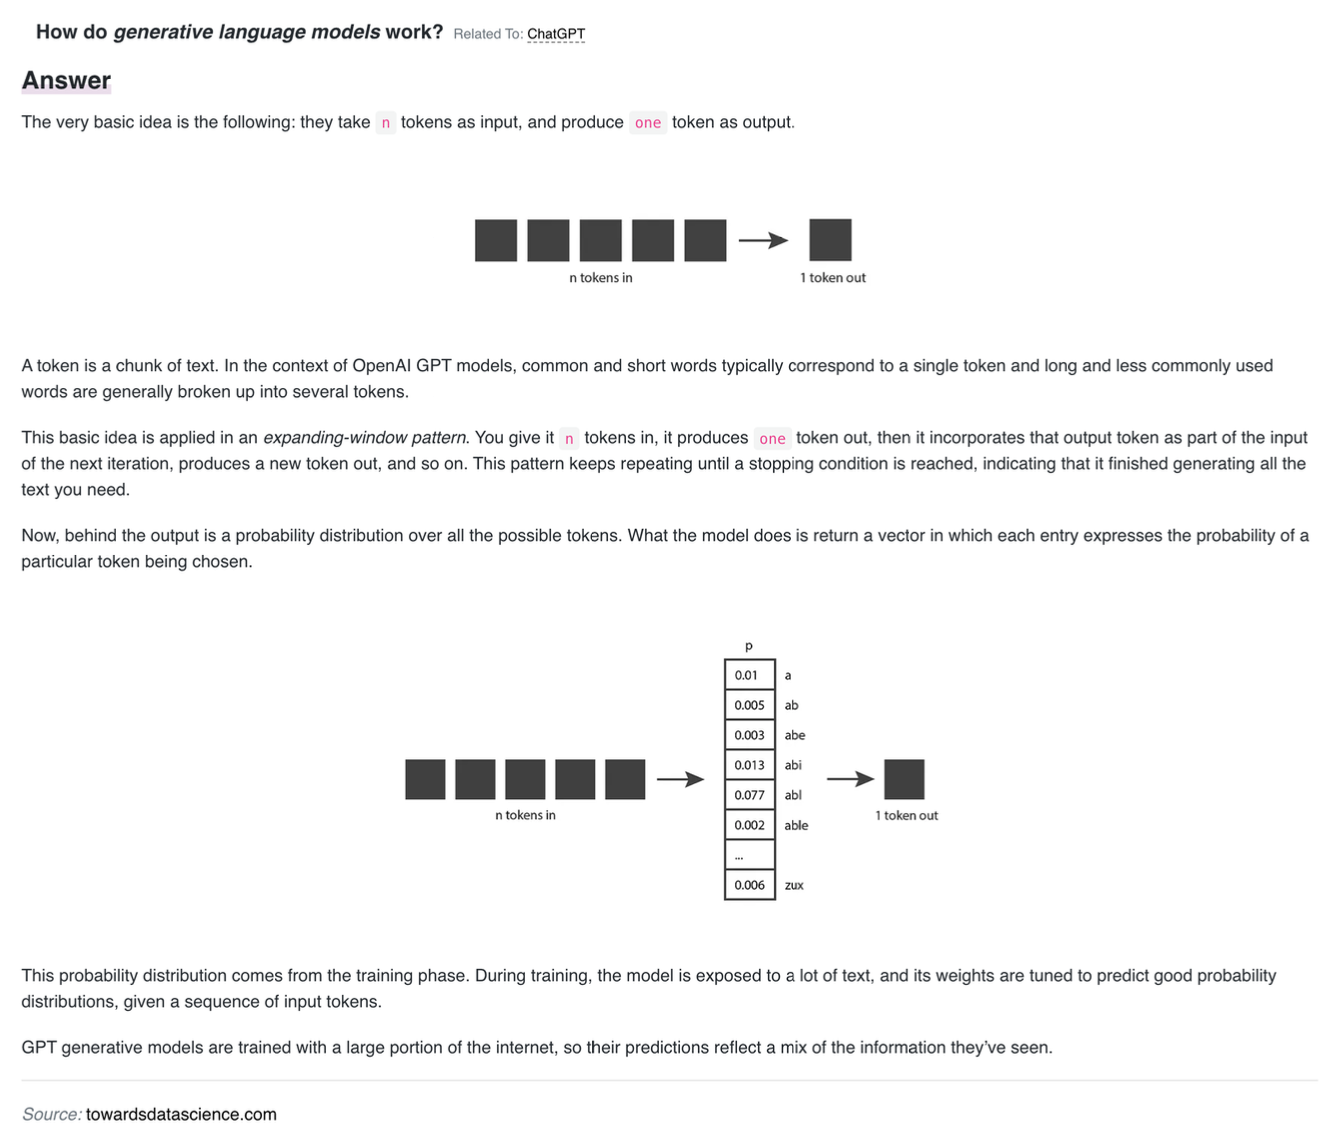 How do generative language models work? Related To: ChatGPT
Answer
The very basic idea is the following: they take n tokens as input, and produce one token as output.
n tokens in
1 token out
A token is a chunk of text. In the context of OpenAI GPT models, common and short words typically correspond to a single token and long and less commonly used
words are generally broken up into several tokens.
This basic idea is applied in an expanding-window pattern. You give it n tokens in, it produces one token out, then it incorporates that output token as part of the input
of the next iteration, produces a new token out, and so on. This pattern keeps repeating until a stopping condition is reached, indicating that it finished generating all the
text you need.
Now, behind the output is a probability distribution over all the possible tokens. What the model does is return a vector in which each entry expresses the probability of a
particular token being chosen.
p
0.01 a
0.005 ab
0.003 abe
0.013 abi
0.077 abl
0.002 able
...
0.006 zux
n tokens in
1 token out
This probability distribution comes from the training phase. During training, the model is exposed to a lot of text, and its weights are tuned to predict good probability
distributions, given a sequence of input tokens.
GPT generative models are trained with a large portion of the internet, so their predictions reflect a mix of the information they've seen.
Source: towardsdatascience.com